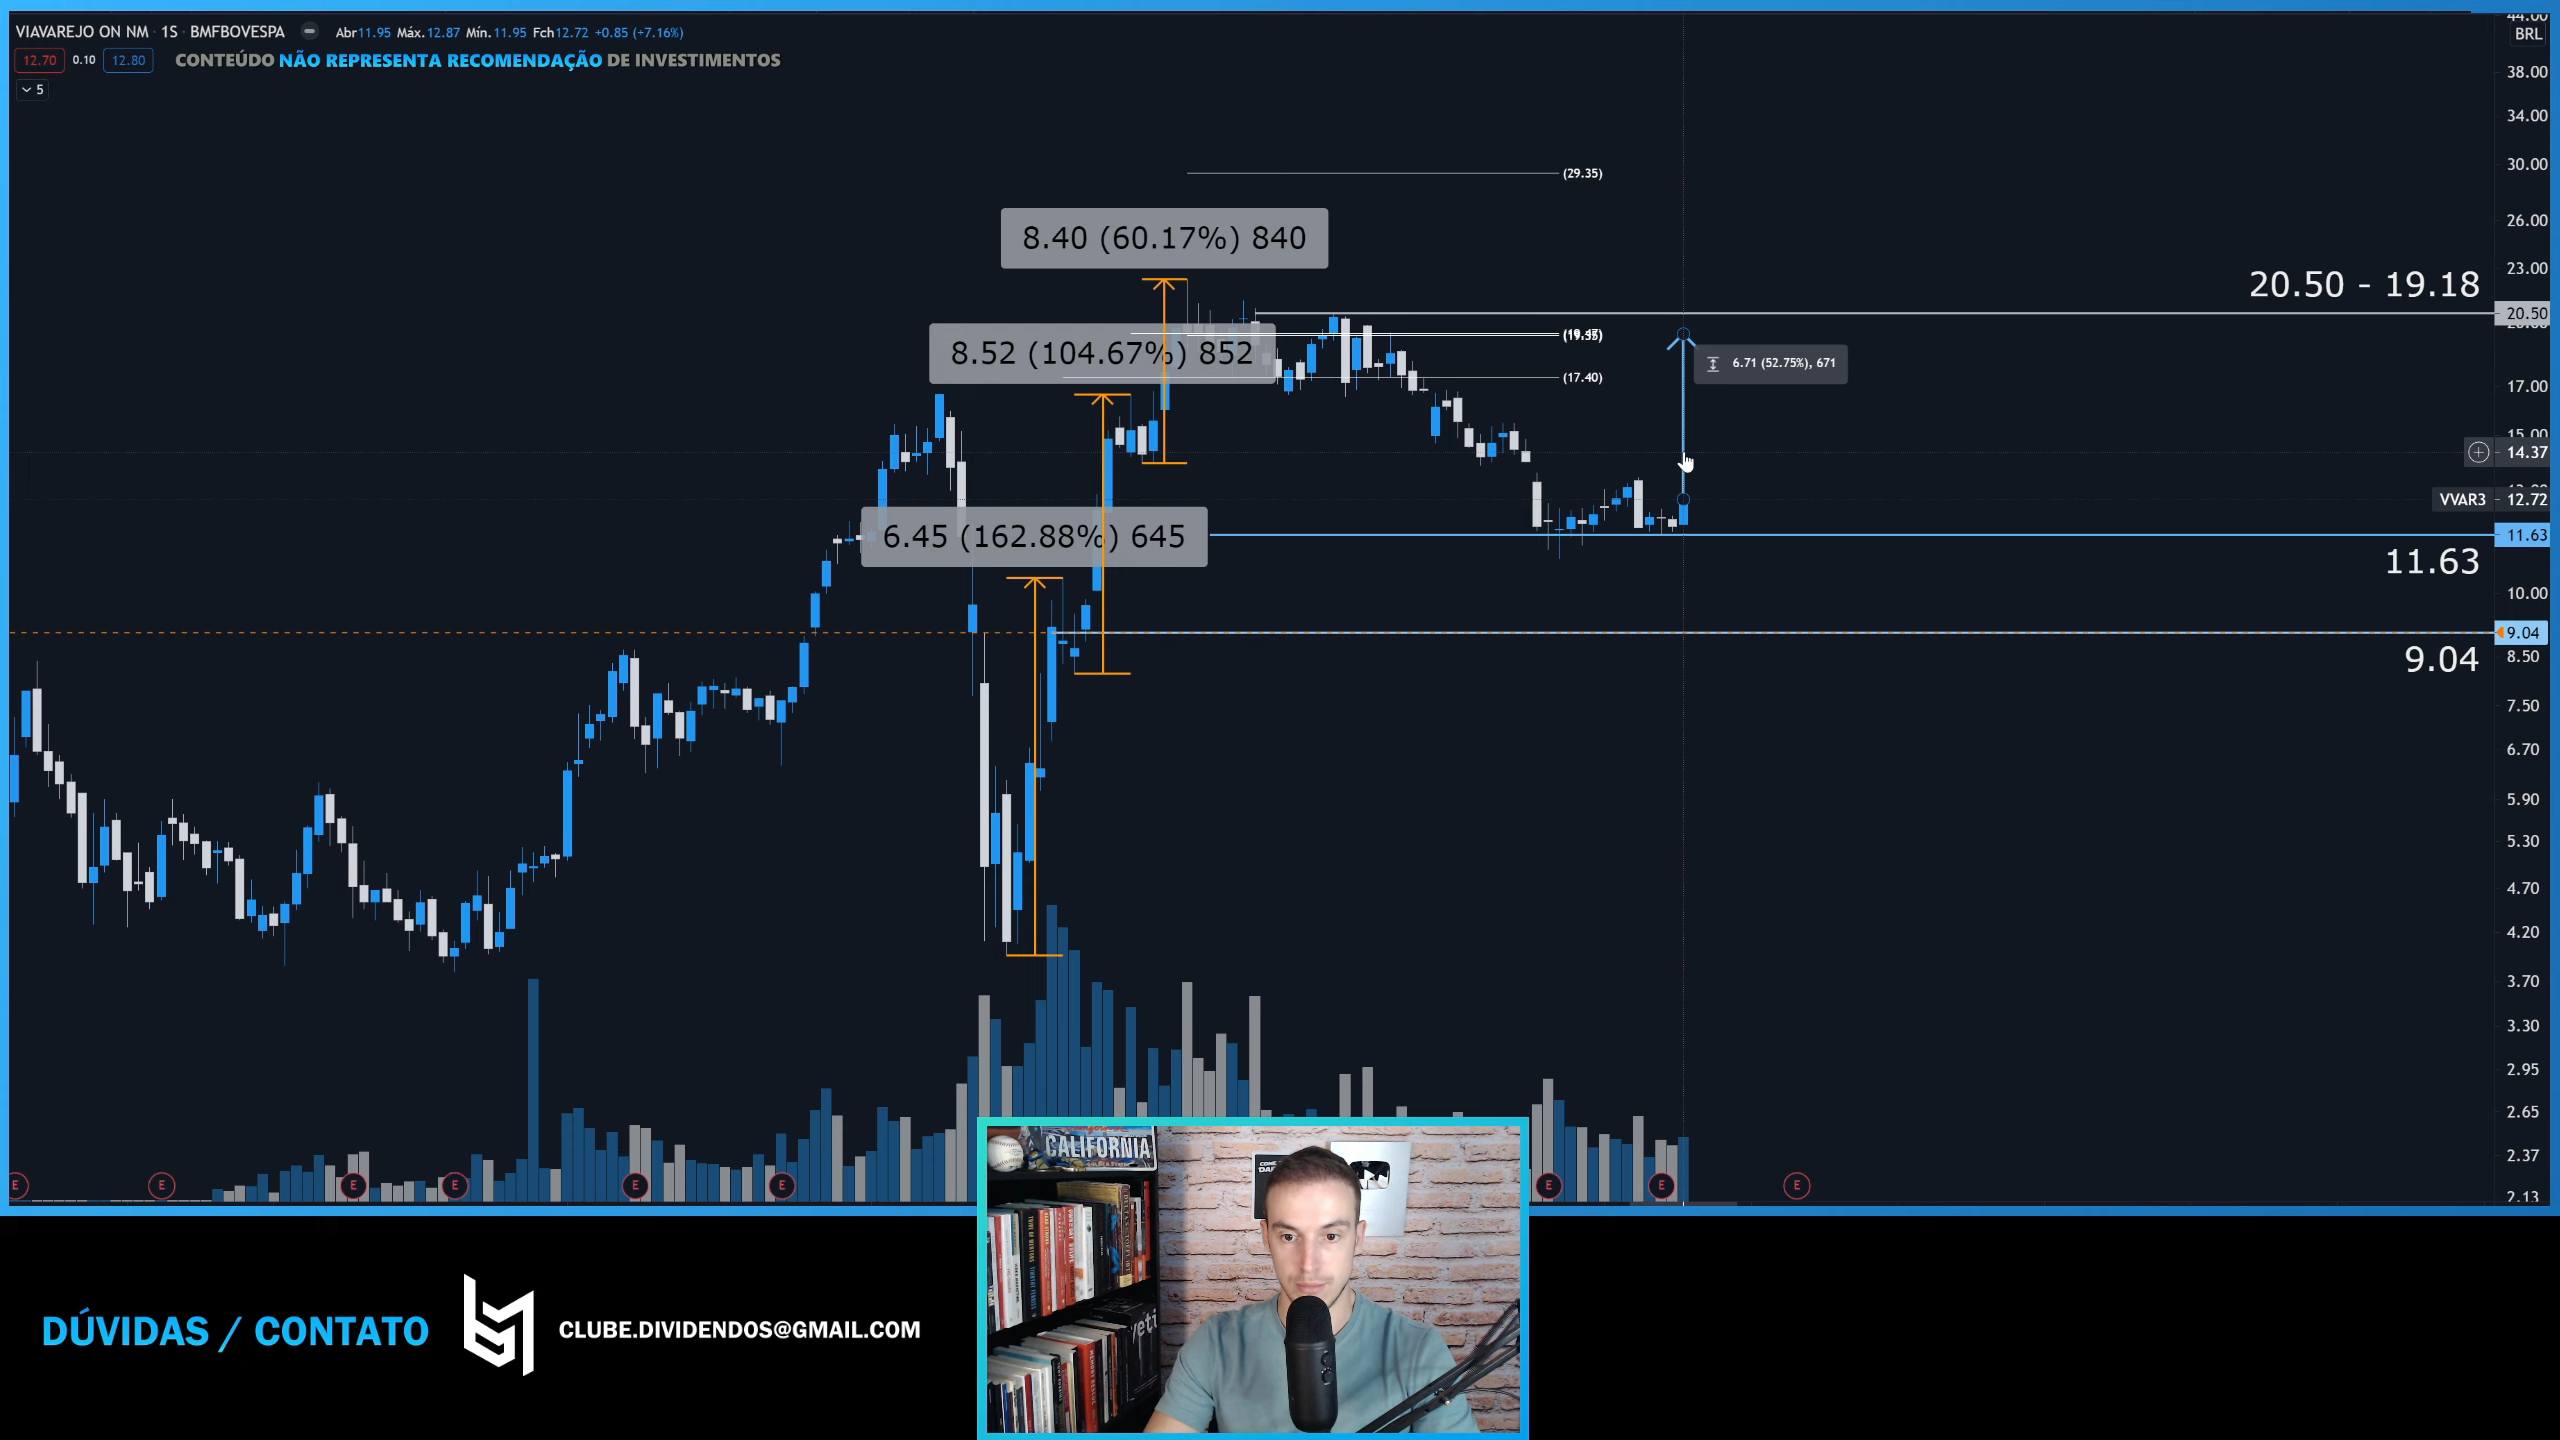 VIAVAREJO ON NM · 1S · BMFBOVESPA Abr11.95 Máx.12.87 Mín.11.95 Fch12.72 +0.85 (+7.16%)
12.70 0.10 12.80 CONTEÚDO NÃO REPRESENTA RECOMENDAÇÃO DE INVESTIMENTOS
5
44.00
BRL
38.00
34.00
30.00
(29.35)
26.00
8.40 (60.17%) 840
23.00
20.50 - 19.18
20.50
8.52 (104.67%) 852
6.71 (52.75%), 671
(17.40)
17.00
15.00
14.37
VVAR3 12.72
6.45 (162.88%) 645
11.63
11.63
10.00
9.04
9.04
8.50
7.50
6.70
5.90
5.30
4.70
4.20
3.70
3.30
2.95
2.65
2.37
2.13
E E E E E E E E E
CALIFORNIA
DÚVIDAS / CONTATO
CLUBE.DIVIDENDOS@GMAIL.COM